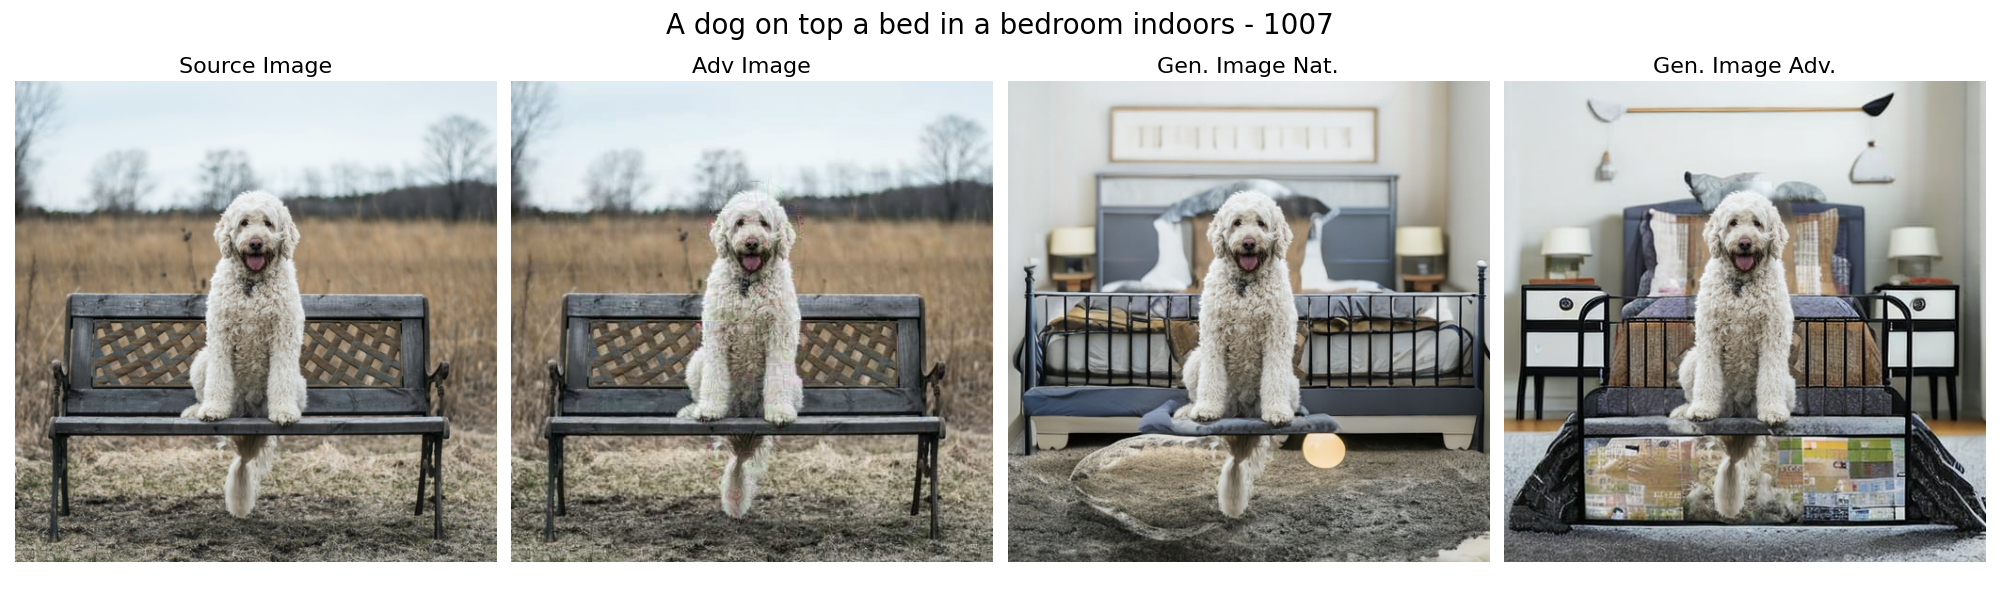 A dog on top a bed in a bedroom indoors - 1007
Source Image
Adv Image
Gen. Image Nat.
Gen. Image Adv.